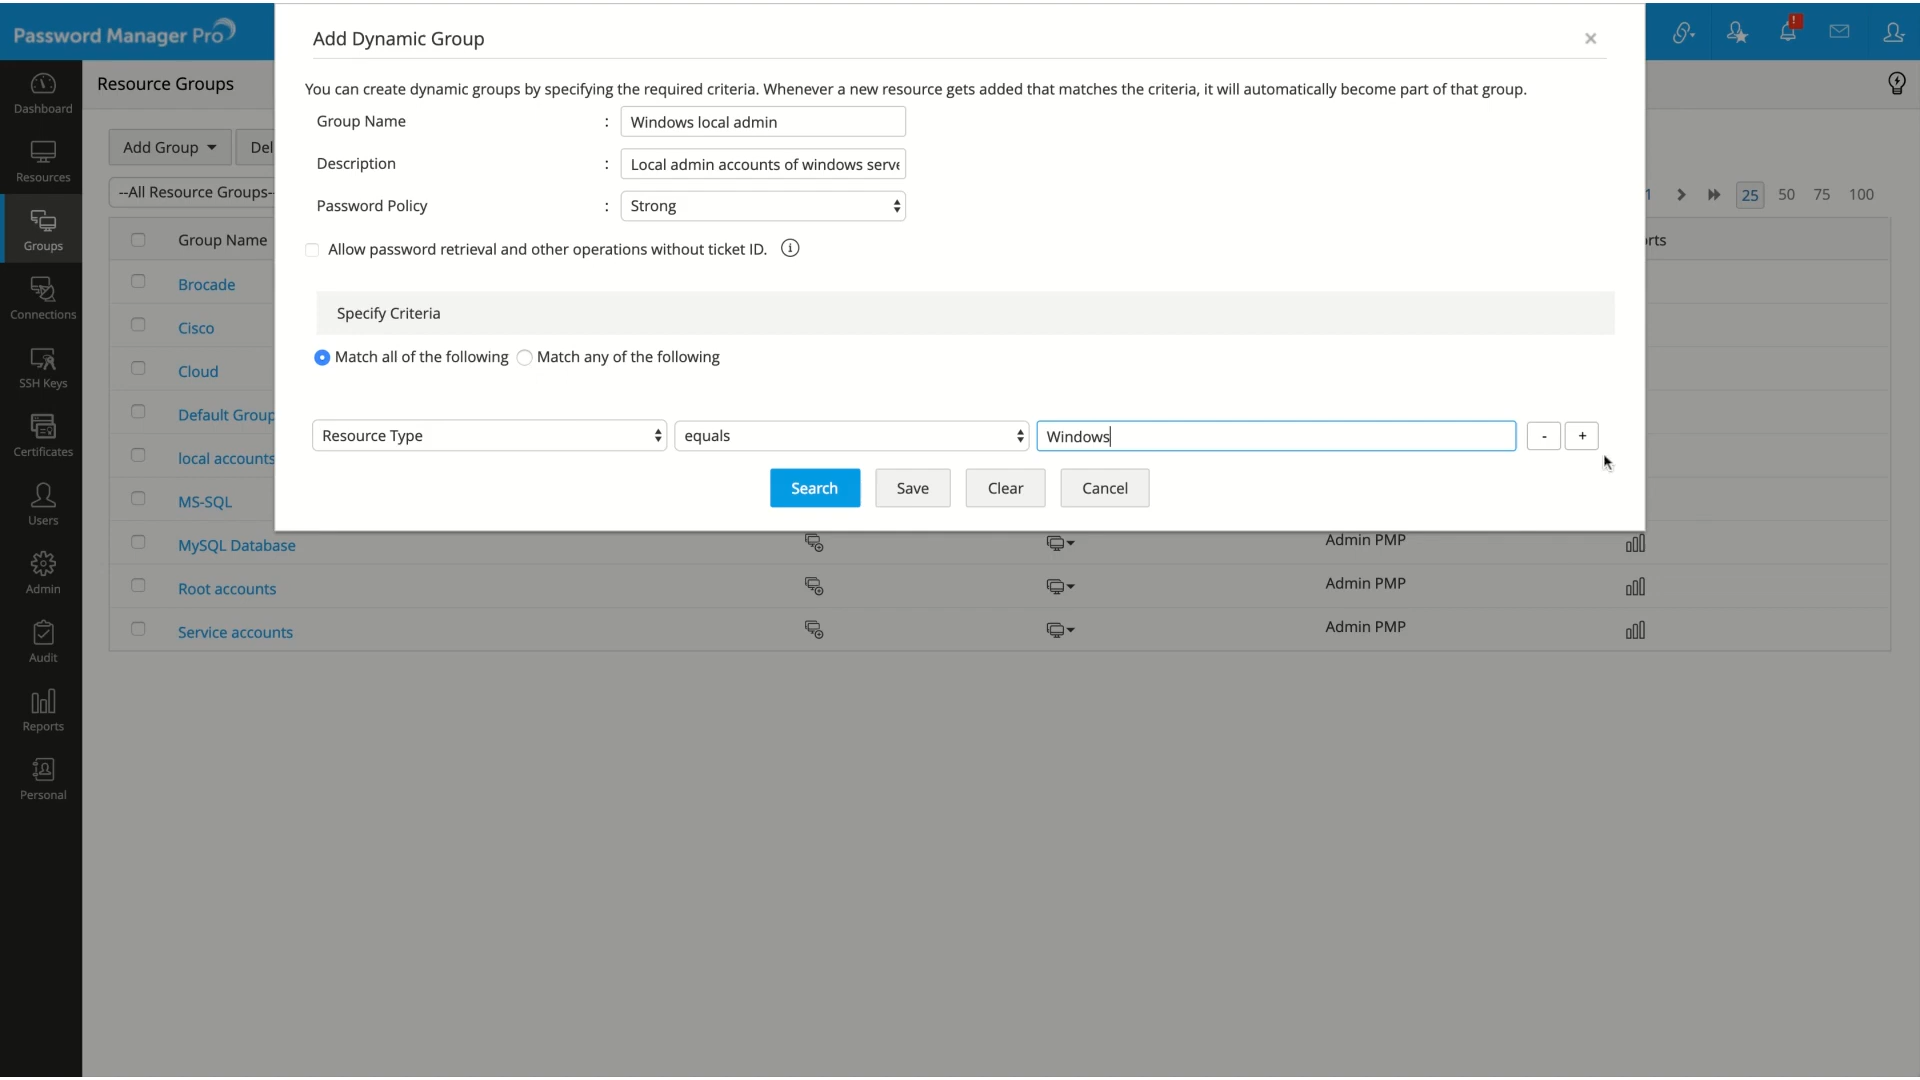 Password Manager Pro
Add Dynamic Group
×
!
Dashboard
Resources
Groups
Connections
SSH Keys
Certificates
Users
Admin
Audit
Reports
Personal
Resource Groups
You can create dynamic groups by specifying the required criteria. Whenever a new resource gets added that matches the criteria, it will automatically become part of that group.
Group Name : Windows local admin
Description : Local admin accounts of windows serve
Password Policy : Strong
Allow password retrieval and other operations without ticket ID. i
Specify Criteria
Match all of the following Match any of the following
Resource Type equals Windows - +
Search Save Clear Cancel
Add Group Del
--All Resource Groups-
1 25 50 75 100
Group Name rts
Brocade
Cisco
Cloud
Default Group
local accounts
MS-SQL
MySQL Database Admin PMP
Root accounts Admin PMP
Service accounts Admin PMP